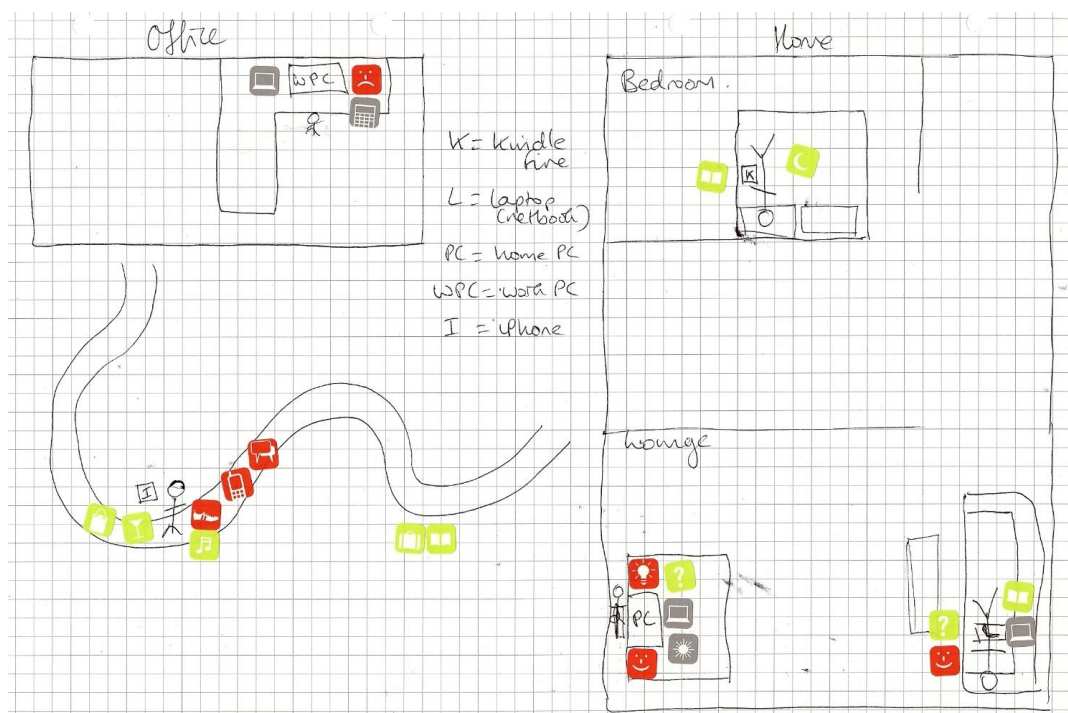 Office
WPC
K = Kindle
fire
L = laptop
(netbook)
PC = home PC
WPC = work PC
I = iPhone
I
Home
Bedroom.
K
Lounge
?
PC
?
L